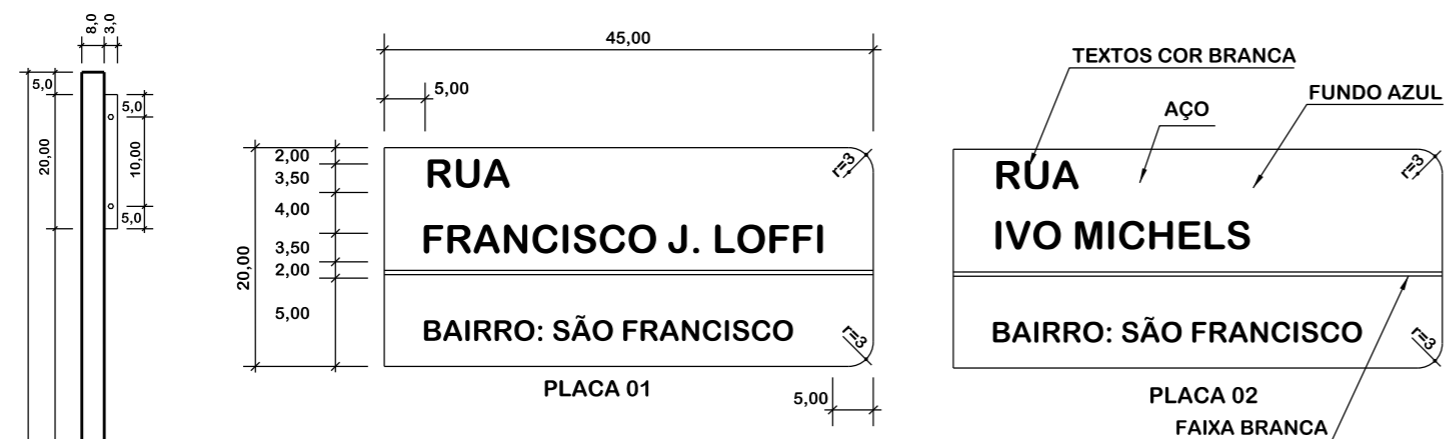 8,0
3,0
5,0
20,00
5,0
10,00
5,0
45,00
5,00
20,00
2,00
3,50
4,00
3,50
2,00
5,00
RUA
FRANCISCO J. LOFFI
BAIRRO: SÃO FRANCISCO
r=3
r=3
PLACA 01
5,00
TEXTOS COR BRANCA
AÇO
FUNDO AZUL
RUA
IVO MICHELS
BAIRRO: SÃO FRANCISCO
r=3
r=3
PLACA 02
FAIXA BRANCA